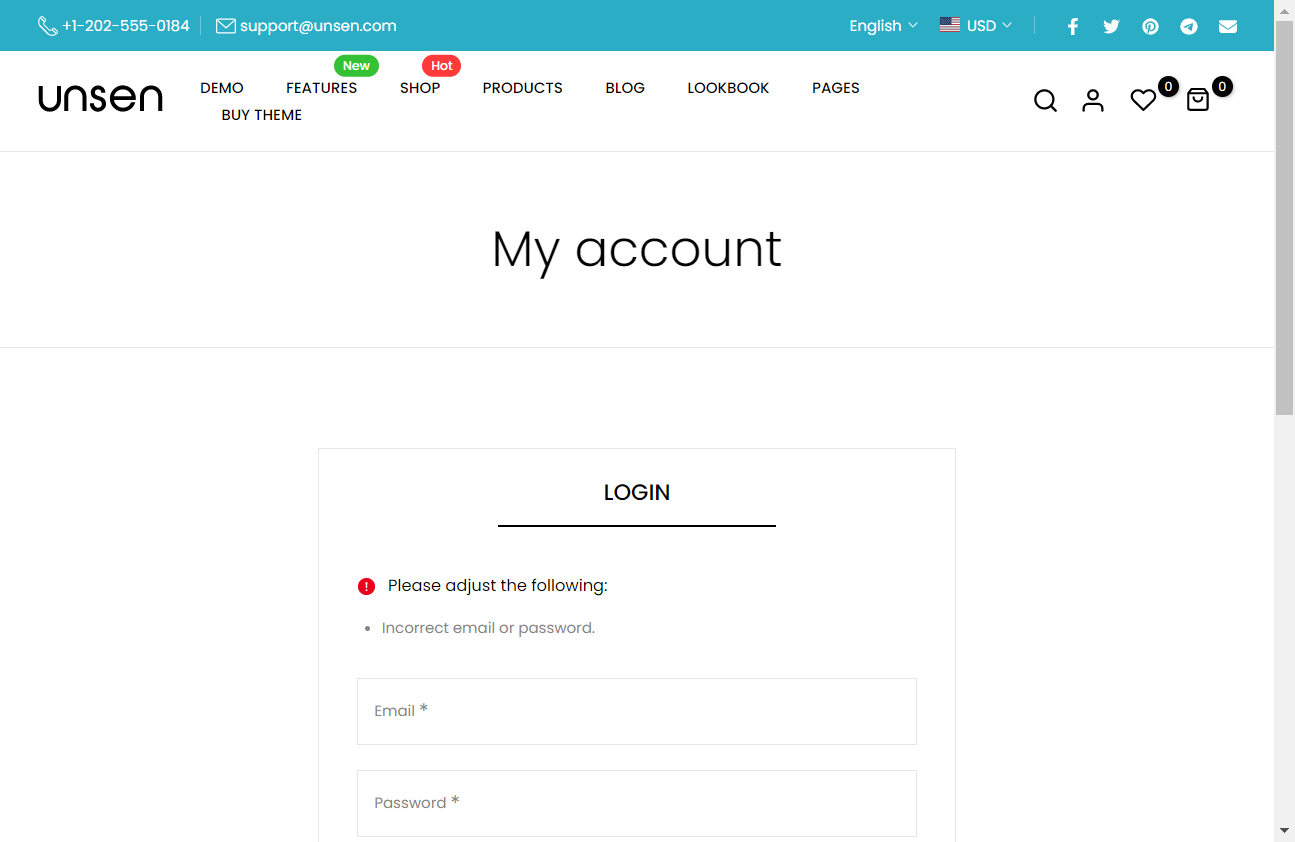 +1-202-555-0184
support@unsen.com
English
USD
unsen
DEMO
FEATURES
New
SHOP
Hot
PRODUCTS
BLOG
LOOKBOOK
PAGES
BUY THEME
0
0
My account
LOGIN
Please adjust the following:
• Incorrect email or password.
Email *
Password *